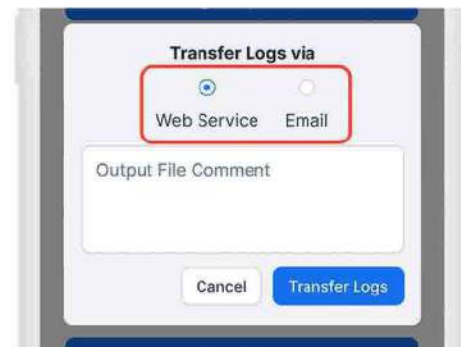 Transfer Logs via
Web Service Email
Output File Comment
Cancel Transfer Logs